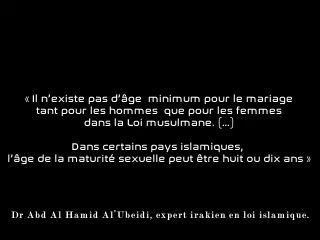 « Il n'existe pas d'âge minimum pour le mariage
tant pour les hommes que pour les femmes
dans la Loi musulmane. (...)
Dans certains pays islamiques,
l'âge de la maturité sexuelle peut être huit ou dix ans »
Dr Abd Al Hamid Al'Ubeidi, expert irakien en loi islamique.